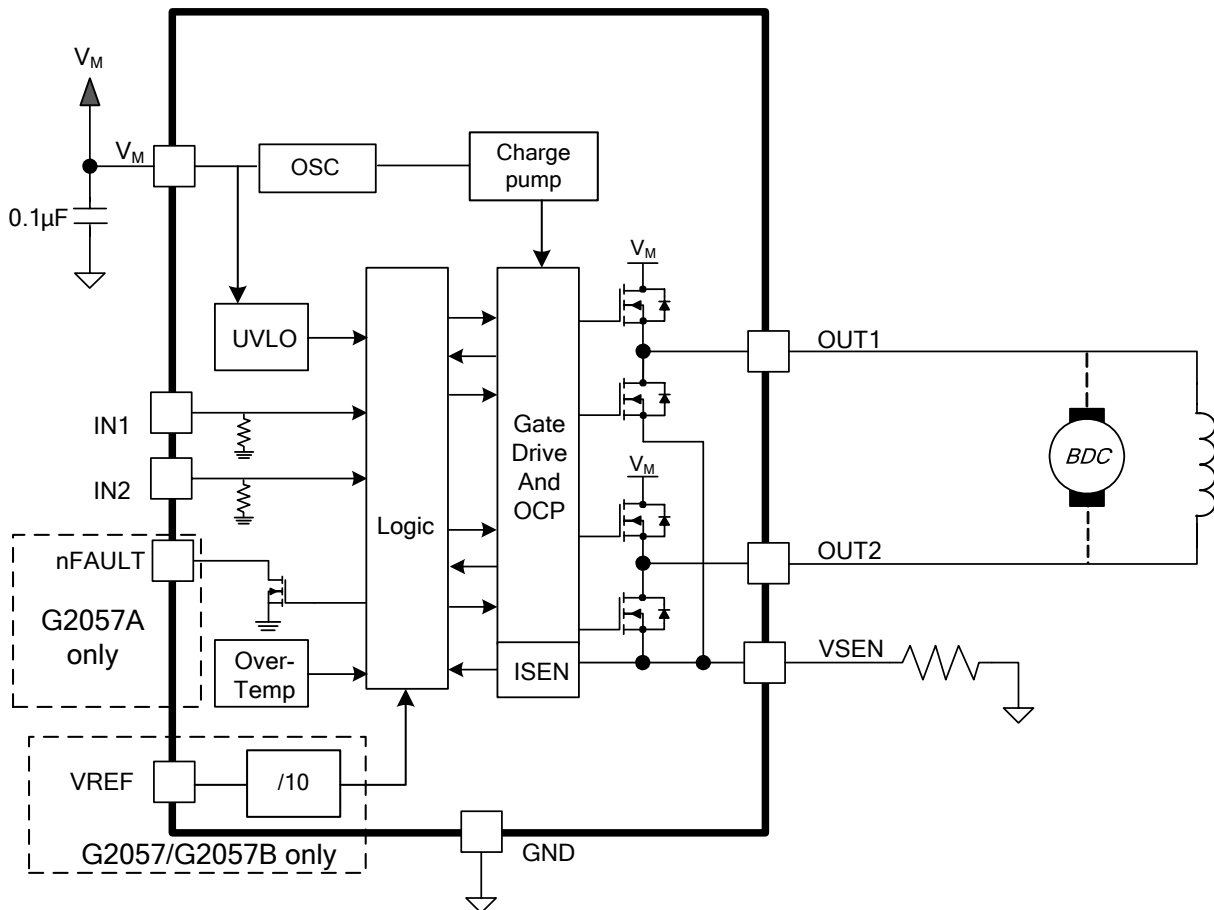 VM
VM
0.1µF
OSC
Charge
pump
VM
UVLO
OUT1
IN1
IN2
Logic
Gate
Drive
And
OCP
VM
BDC
OUT2
nFAULT
G2057A
only
Over-
Temp
ISEN
VSEN
VREF
/10
G2057/G2057B only
GND